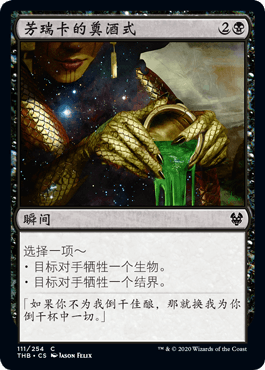 芳瑞卡的奠酒式 2
瞬间
选择一项～
•目标对手牺牲一个生物。
•目标对手牺牲一个结界。
「如果你不为我倒干佳酿，那就换我为你
倒干杯中一切。」
111/254 C
THB • CS Jason Felix
™ & © 2020 Wizards of the Coast